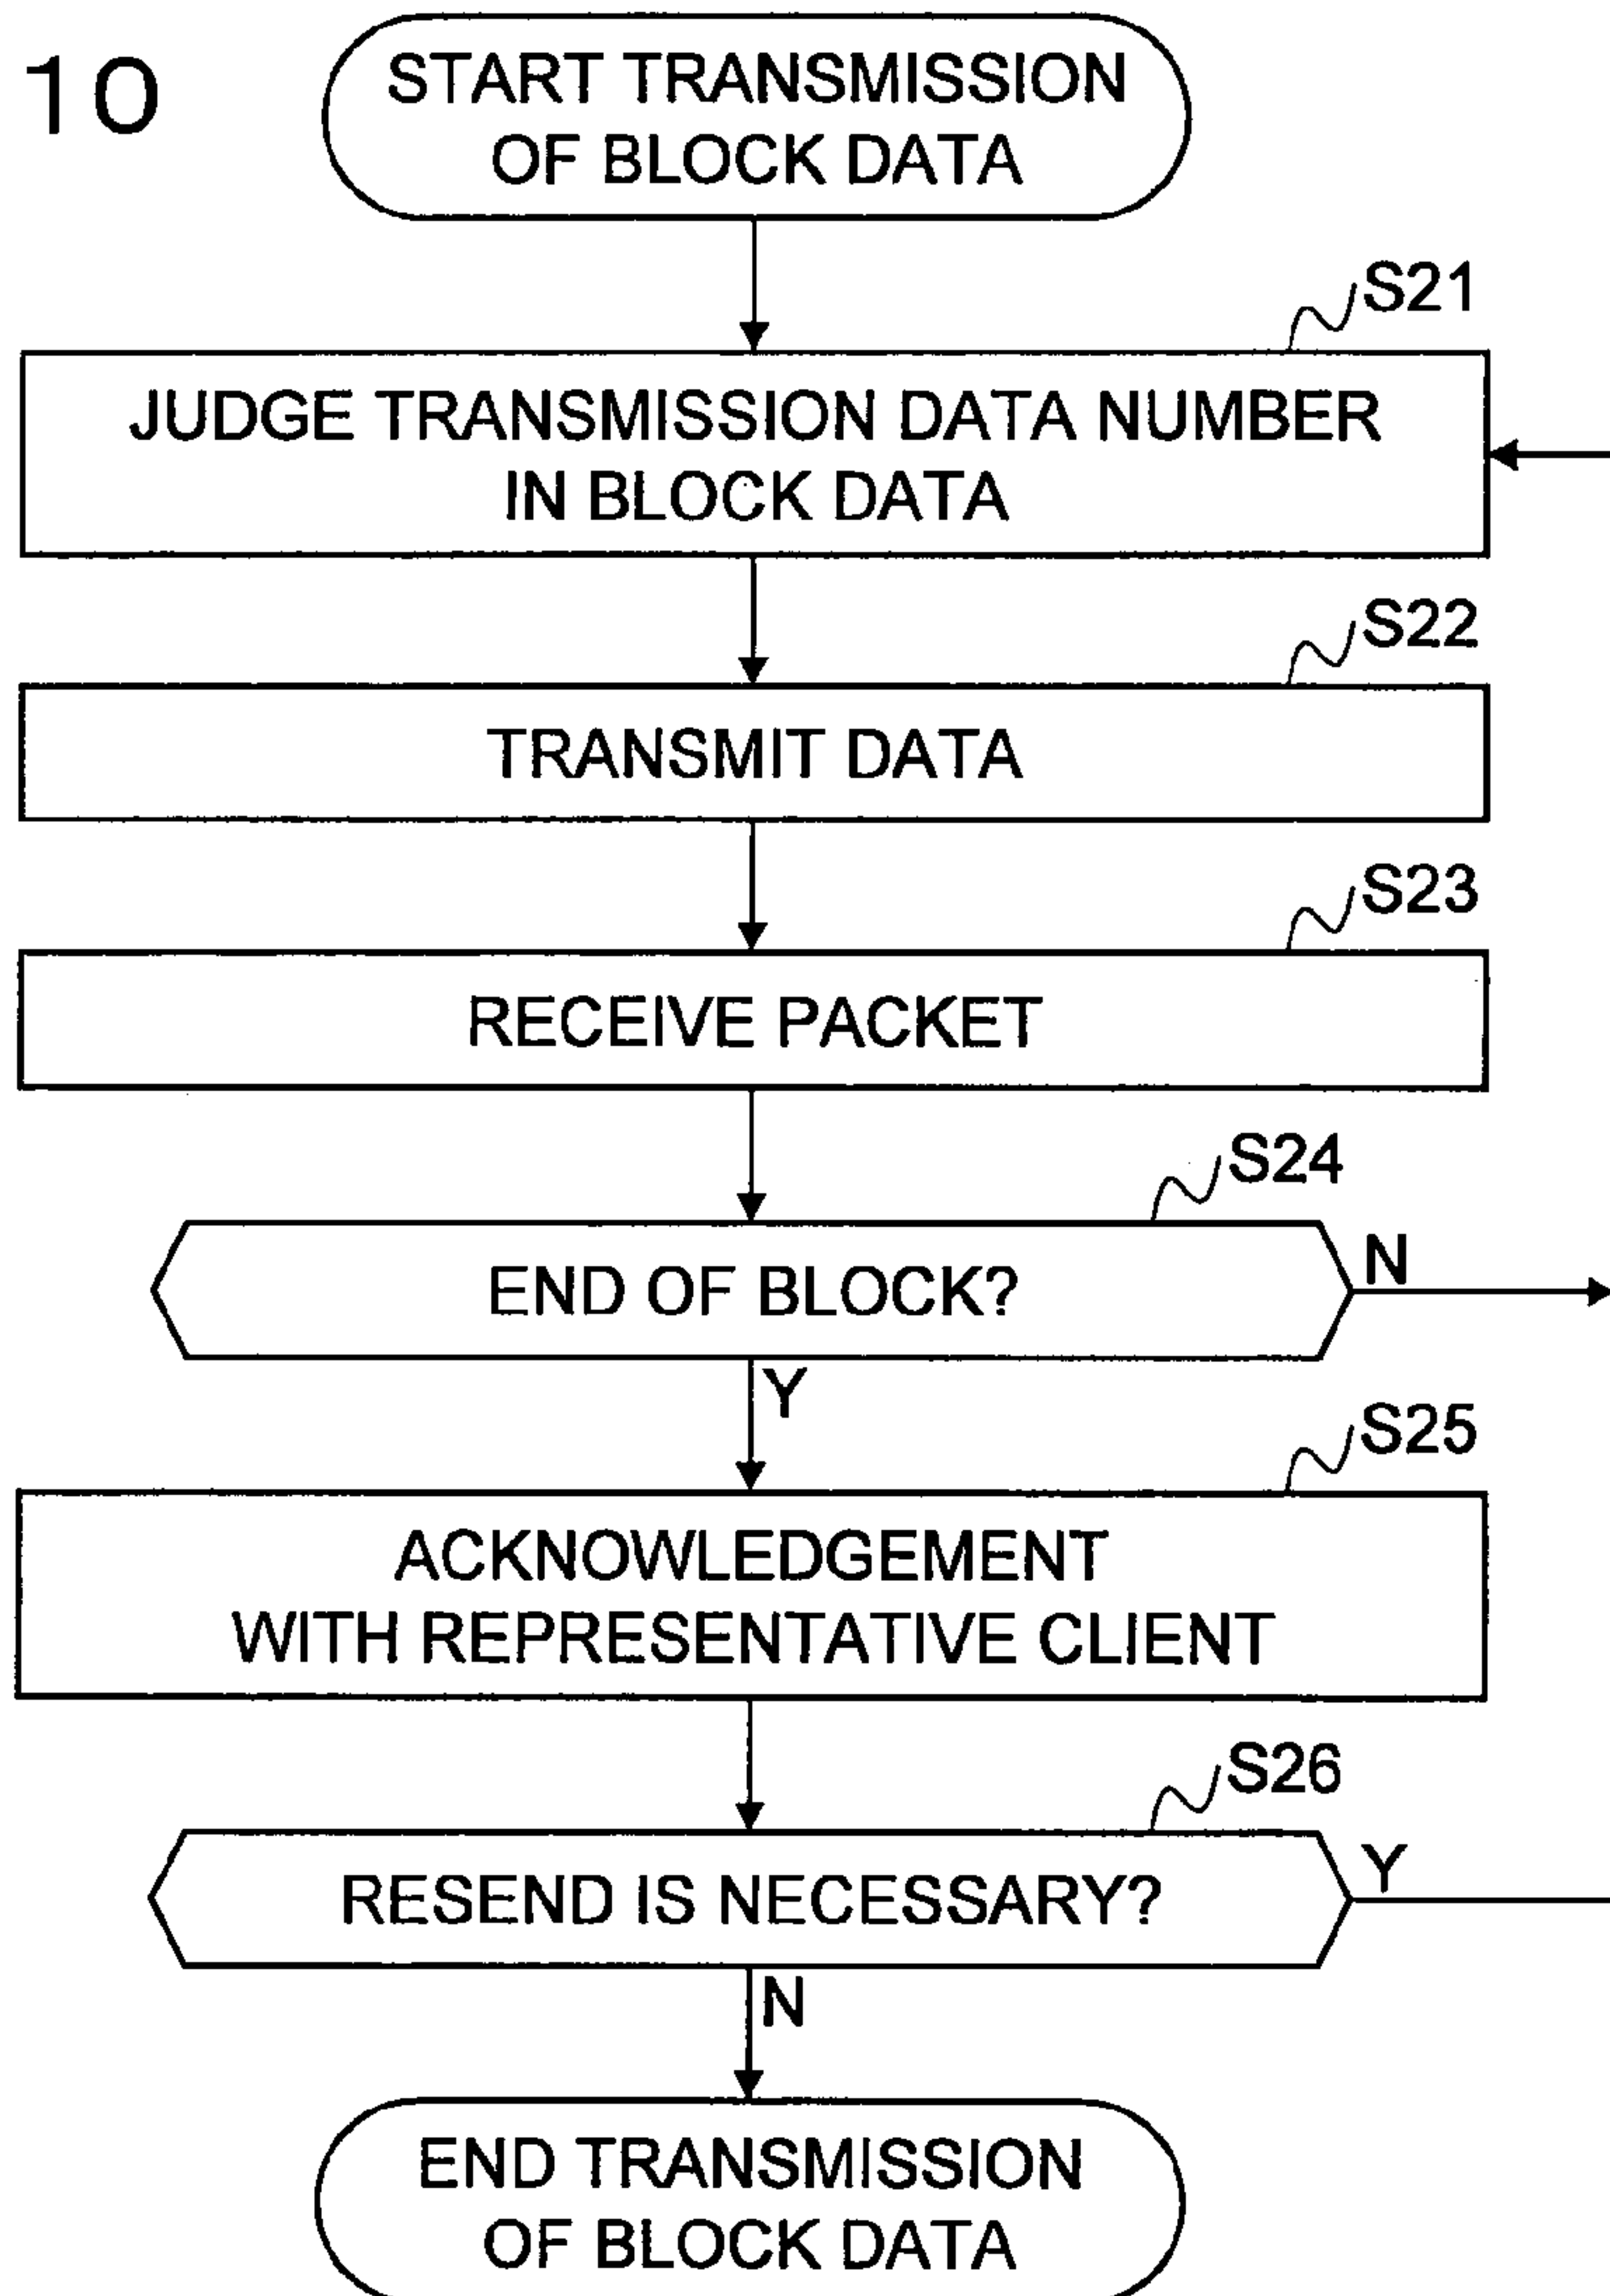 10
START TRANSMISSION
OF BLOCK DATA
S21
JUDGE TRANSMISSION DATA NUMBER
IN BLOCK DATA
S22
TRANSMIT DATA
S23
RECEIVE PACKET
S24
END OF BLOCK?
N
Y
S25
ACKNOWLEDGEMENT
WITH REPRESENTATIVE CLIENT
S26
RESEND IS NECESSARY?
Y
N
END TRANSMISSION
OF BLOCK DATA